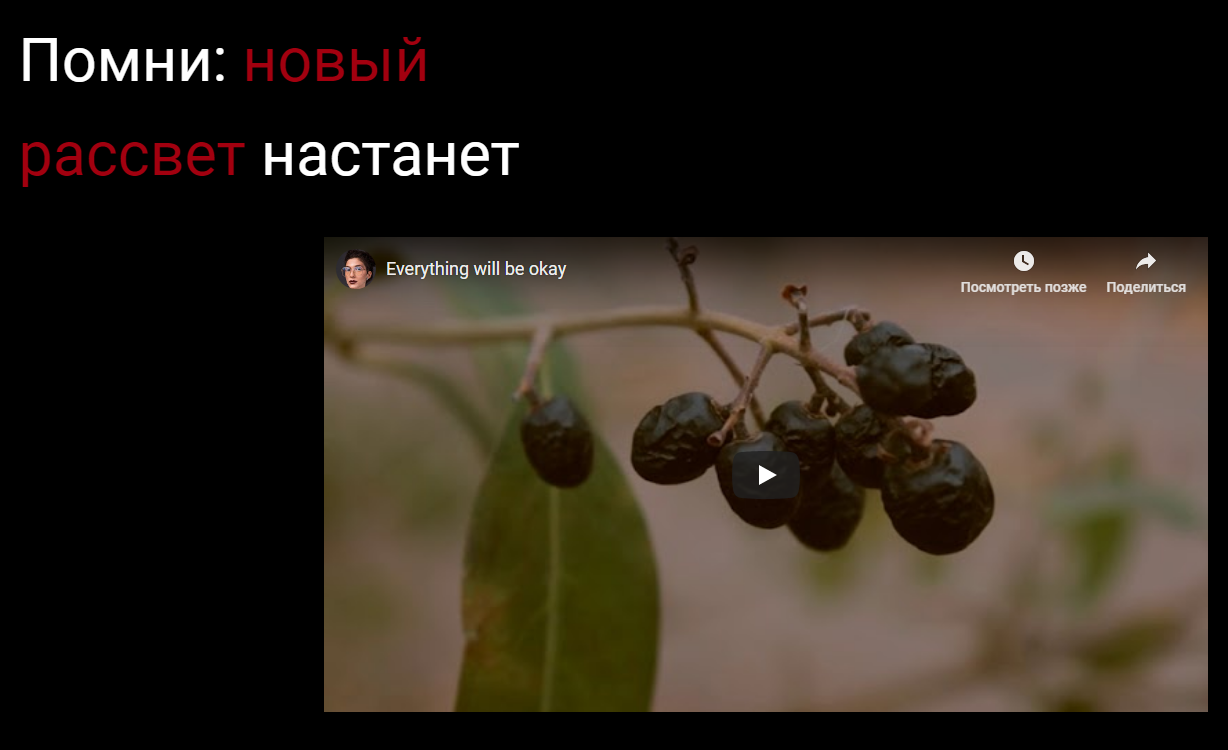 Помни: новый
рассвет настанет
Everything will be okay
Посмотреть позже
Поделиться